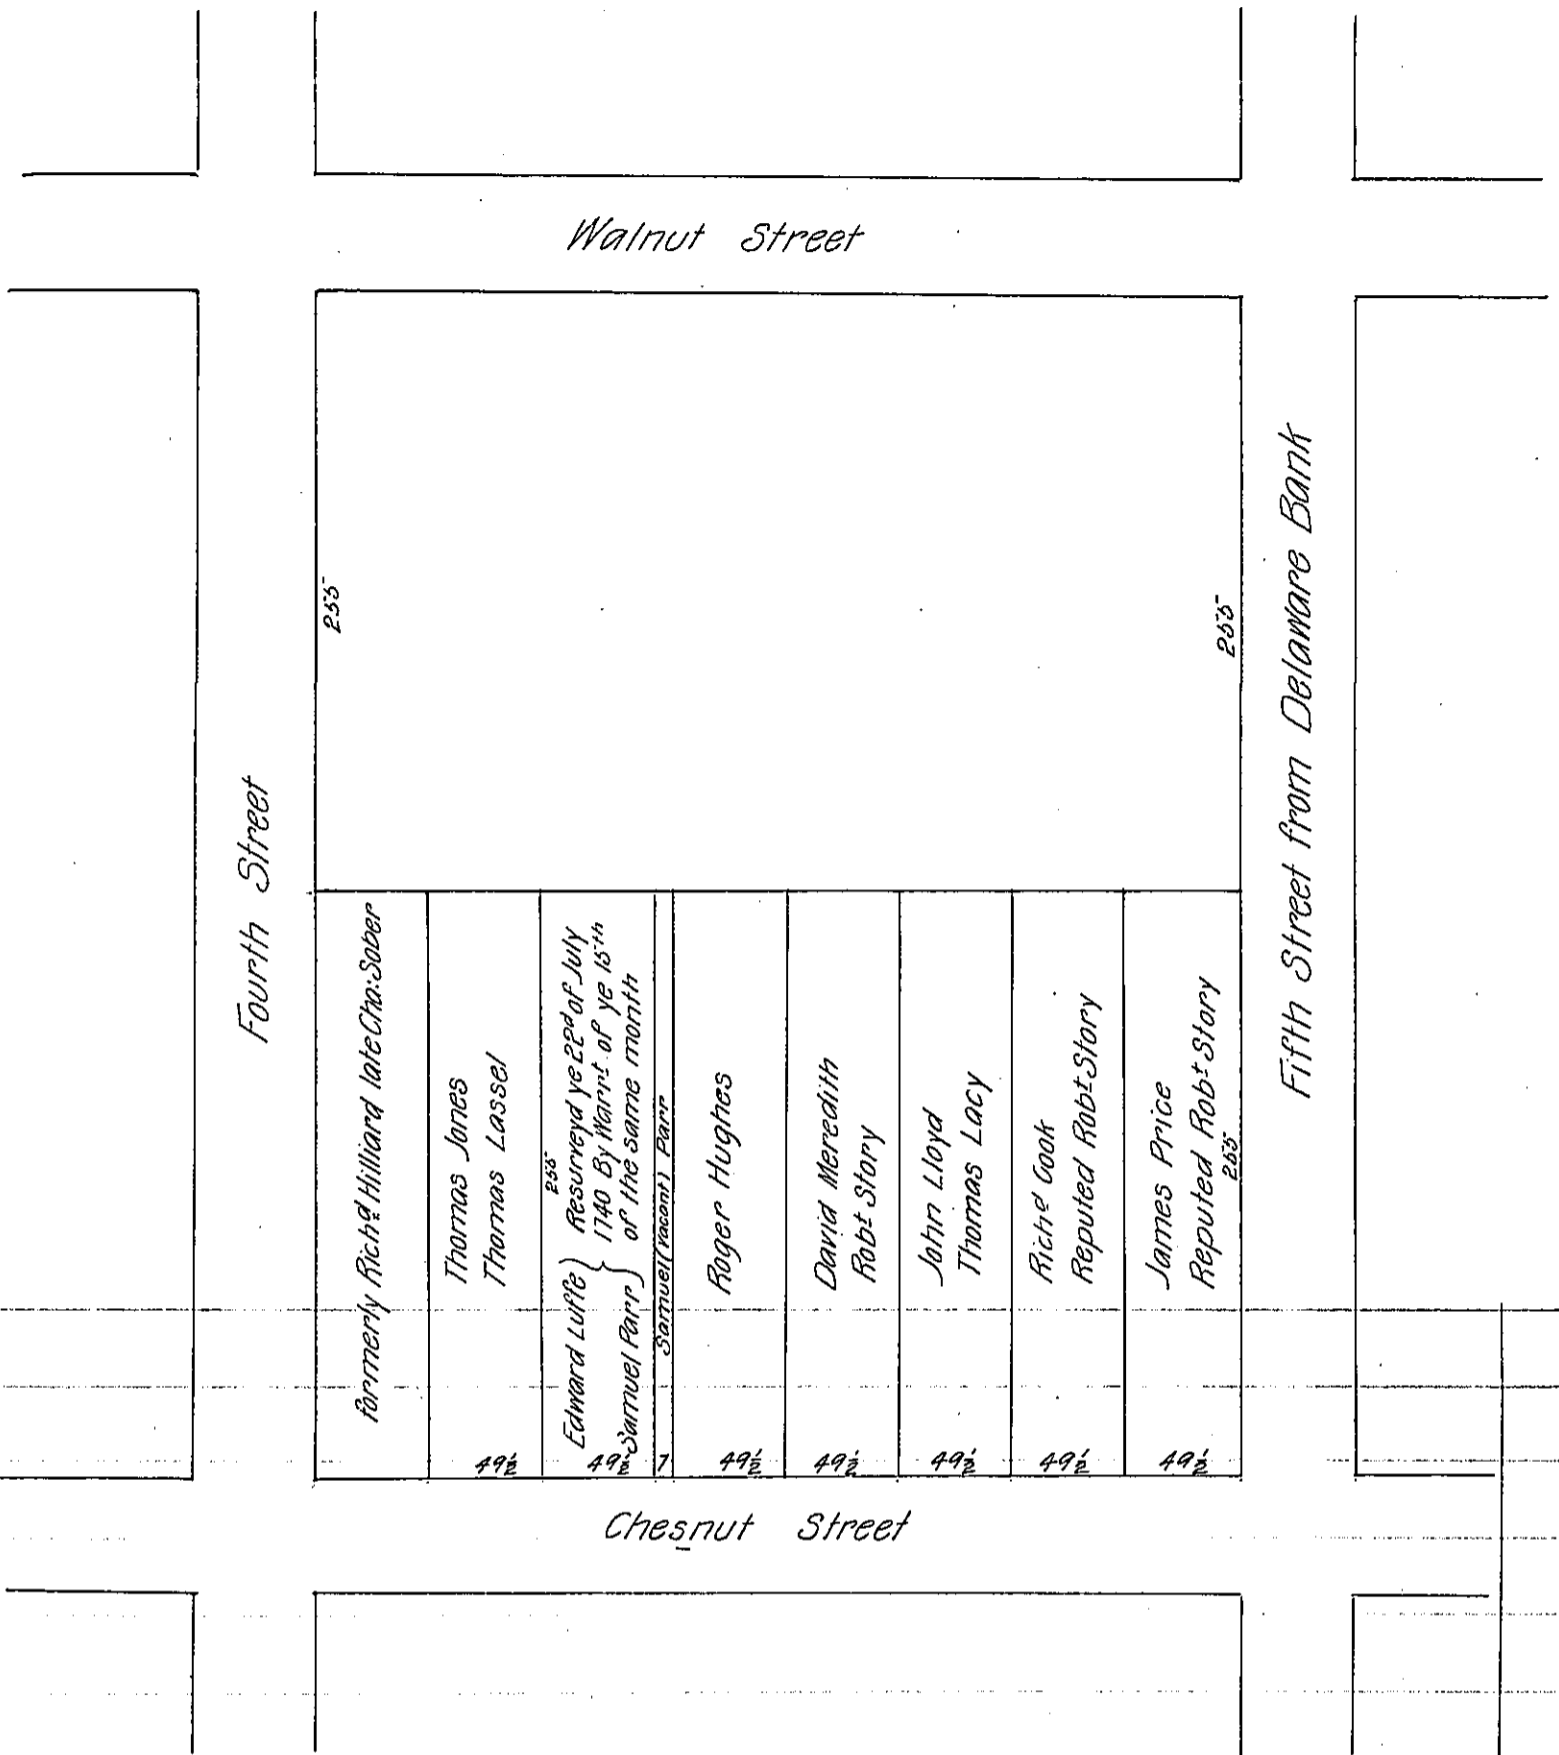 Walnut Street
Fourth Street
Fifth Street from Delaware Bank
255
255
formerly Richd Hilliard late Cha: Sober
Thomas Jones
Thomas Lassel
49½
255
Edward Luffe } Resurveyd ye 22d of July
1740 By Warrt. of ye 15th
Samuel Parr } of the same month
49½
Samuel (vacant) Parr
7
Roger Hughes
49½
David Meredith
Robt Story
49½
John Lloyd
Thomas Lacy
49½
Richd Cook
Reputed Robt Story
49½
James Price
Reputed Robt Story
255
49½
Chesnut Street